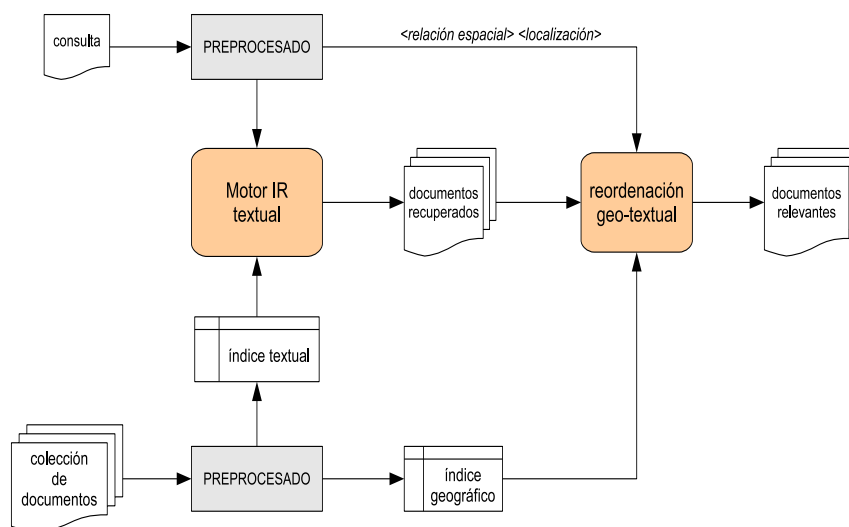 consulta
PREPROCESADO
<relación espacial> <localización>
Motor IR
textual
documentos
recuperados
reordenación
geo-textual
documentos
relevantes
índice textual
colección
de
documentos
PREPROCESADO
índice
geográfico